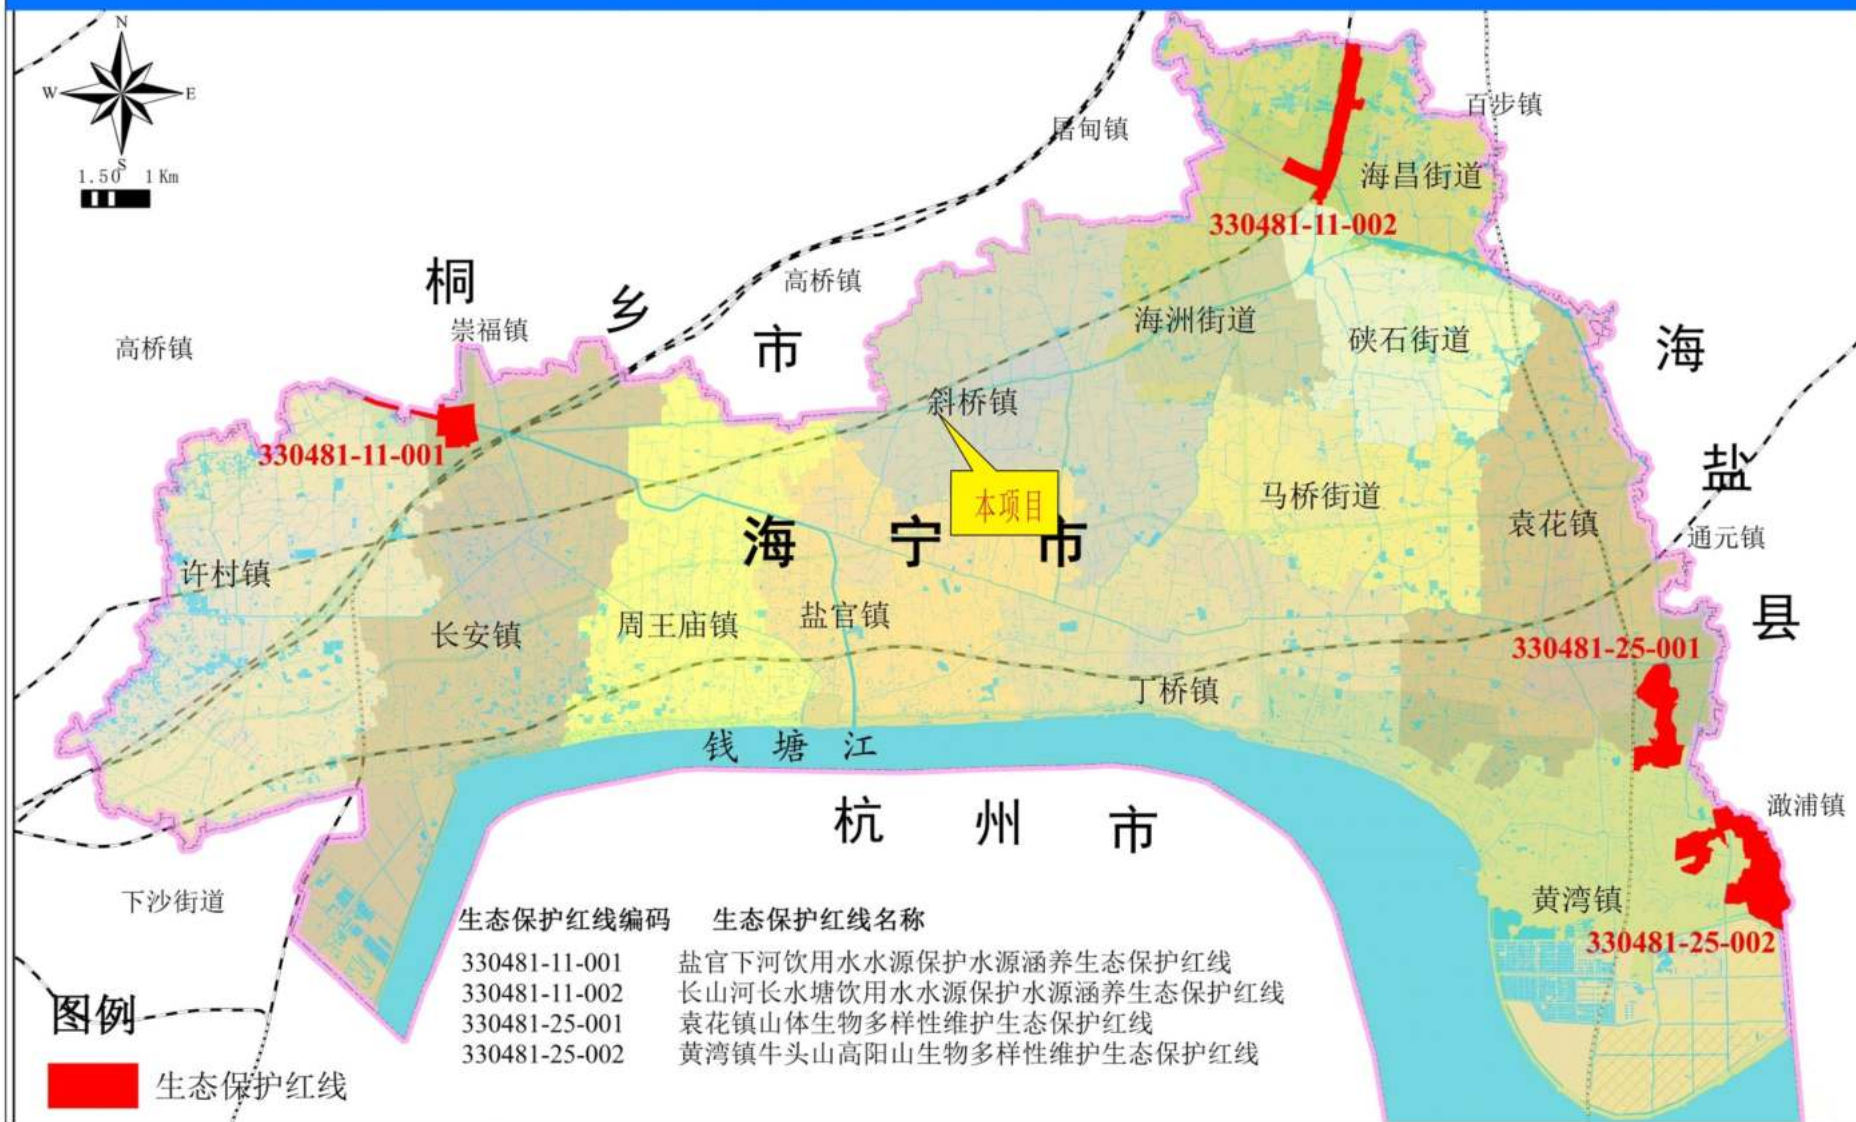 N
W
E
S
1.50 1 Km
百步镇
屠甸镇
海昌街道
330481-11-002
桐
乡
市
高桥镇
崇福镇
高桥镇
海洲街道
硖石街道
海
盐
县
斜桥镇
330481-11-001
本项目
马桥街道
袁花镇
通元镇
海 宁 市
许村镇
长安镇
周王庙镇
盐官镇
330481-25-001
丁桥镇
钱 塘 江
杭 州 市
澉浦镇
下沙街道
黄湾镇
330481-25-002
生态保护红线编码 生态保护红线名称
330481-11-001 盐官下河饮用水水源保护水源涵养生态保护红线
330481-11-002 长山河长水塘饮用水水源保护水源涵养生态保护红线
330481-25-001 袁花镇山体生物多样性维护生态保护红线
330481-25-002 黄湾镇牛头山高阳山生物多样性维护生态保护红线
图例
生态保护红线